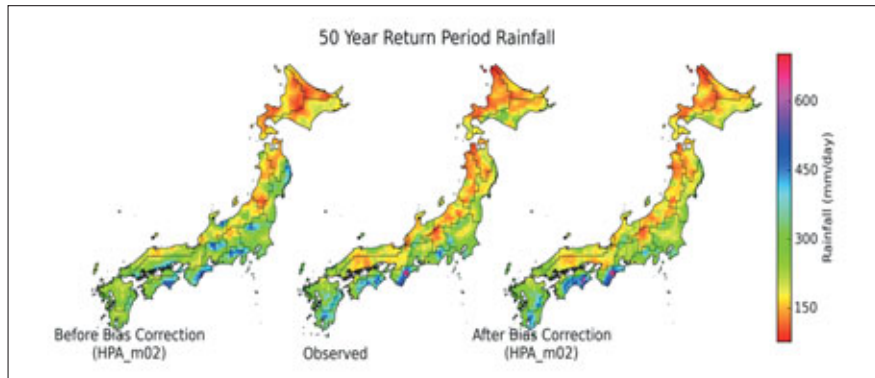 50 Year Return Period Rainfall
600
450
300
150
Rainfall (mm/day)
Before Bias Correction
(HPA_m02)
Observed
After Bias Correction
(HPA_m02)